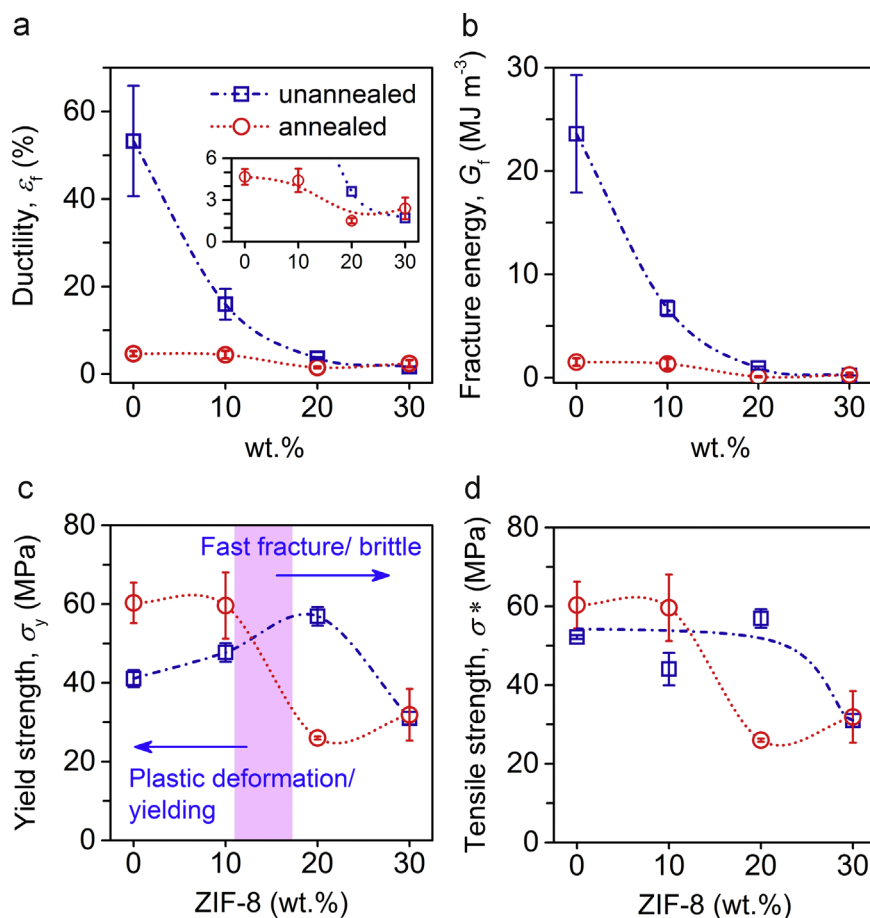 a
Ductility, εf (%)
60
40
20
0
unannealed
annealed
6
3
0
0 10 20 30
0 10 20 30
wt.%
b
Fracture energy, Gf (MJ m-3)
30
20
10
0
0 10 20 30
wt.%
c
Yield strength, σy (MPa)
80
60
40
20
0
Fast fracture/ brittle
Plastic deformation/
yielding
0 10 20 30
ZIF-8 (wt.%)
d
Tensile strength, σ* (MPa)
80
60
40
20
0
0 10 20 30
ZIF-8 (wt.%)